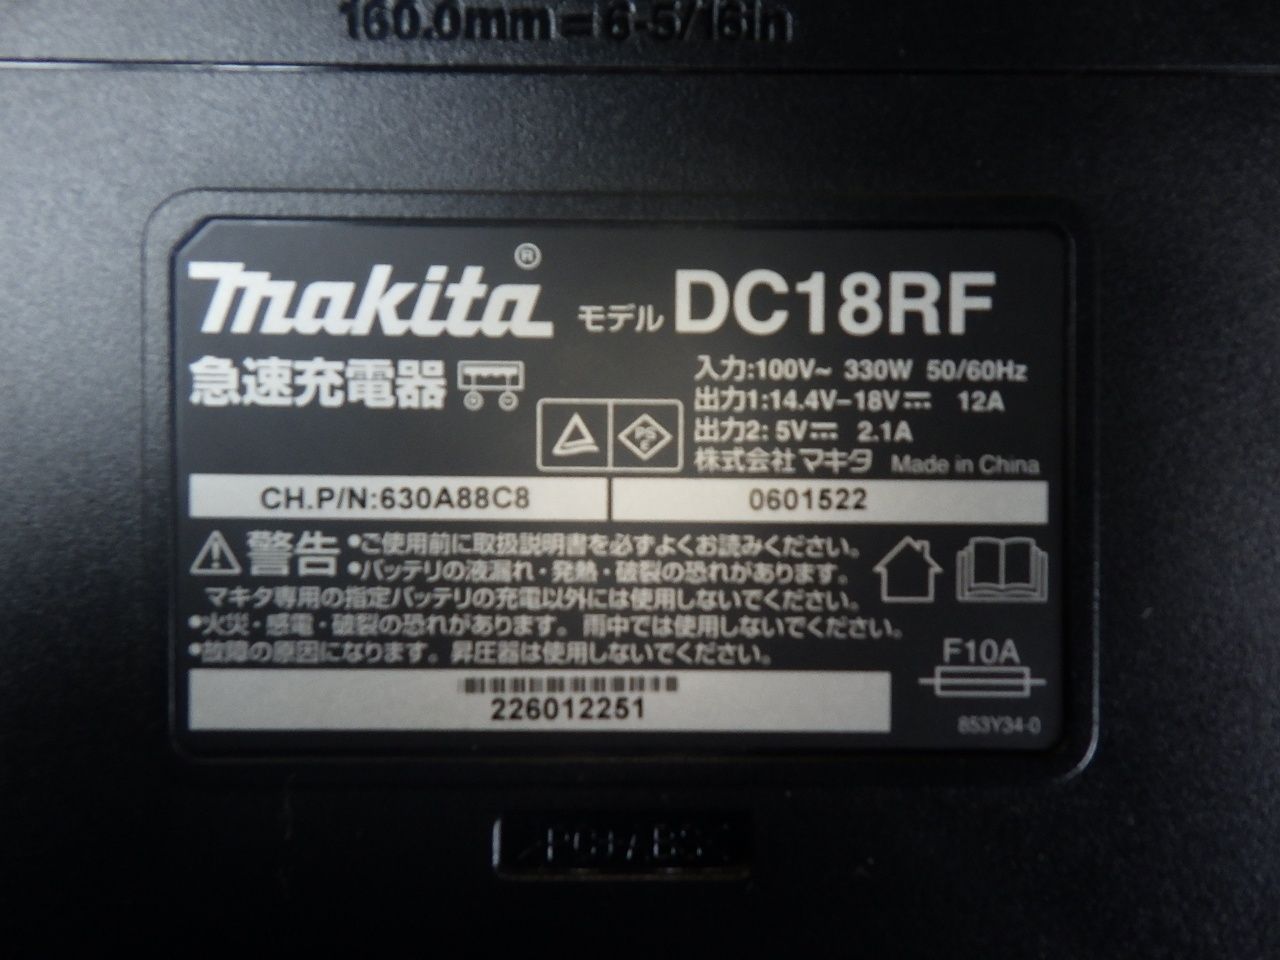 160.0mm = 6-5/16in
makita® モデル DC18RF
急速充電器
入力:100V~ 330W 50/60Hz
出力1:14.4V-18V⎓ 12A
出力2: 5V⎓ 2.1A
PSE
株式会社マキタ Made in China
CH.P/N:630A88C8 0601522
警告 •ご使用前に取扱説明書を必ずよくお読みください。
•バッテリの液漏れ・発熱・破裂の恐れがあります。
マキタ専用の指定バッテリの充電以外には使用しないでください。
•火災・感電・破裂の恐れがあります。雨中では使用しないでください。
•故障の原因になります。昇圧器は使用しないでください。
F10A
226012251
853Y34-0
>PC+ABS<